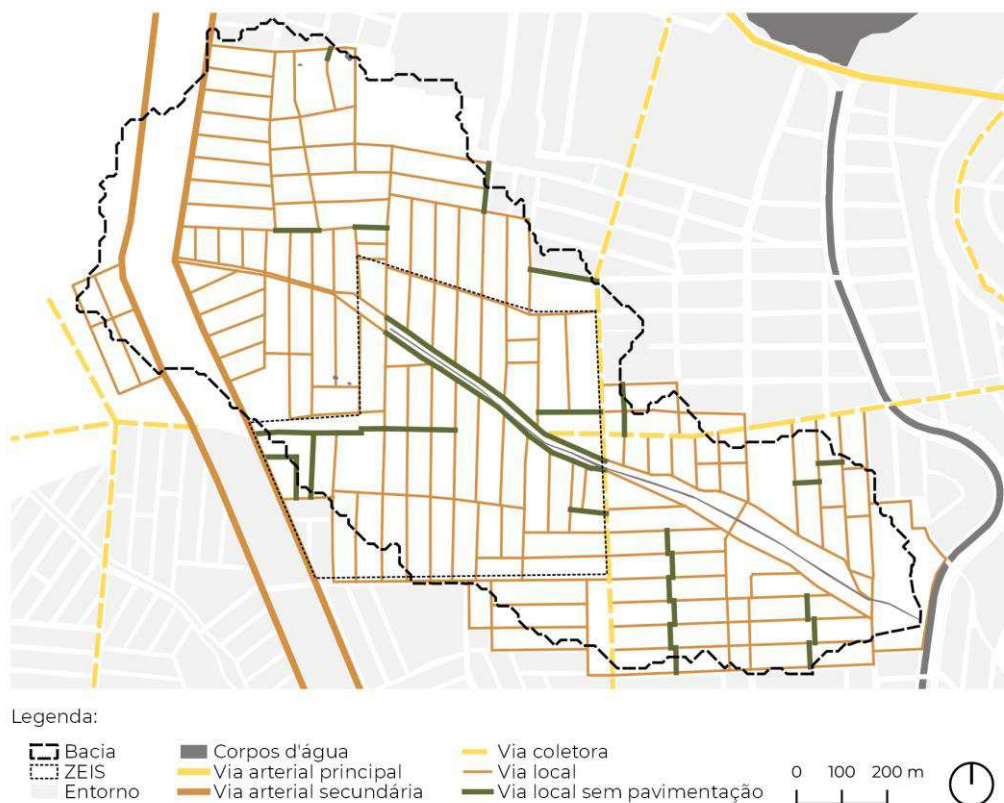 Legenda:
Bacia
ZEIS
Entorno
Corpos d'água
Via arterial principal
Via arterial secundária
Via coletora
Via local
Via local sem pavimentação
0 100 200 m